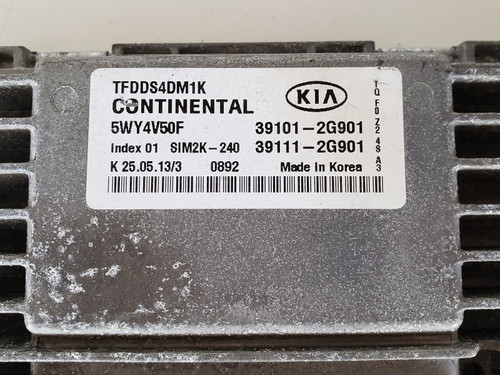 TFDDS4DM1K
CONTINENTAL
KIA
5WY4V50F 39101-2G901
Index 01 SIM2K-240 39111-2G901
K 25.05.13/3 0892 Made In Korea